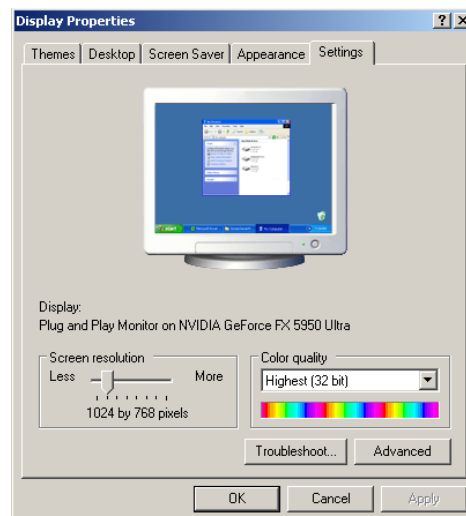 Display Properties
Themes Desktop Screen Saver Appearance Settings
Display:
Plug and Play Monitor on NVIDIA GeForce FX 5950 Ultra
Screen resolution
Less More
1024 by 768 pixels
Color quality
Highest (32 bit)
Troubleshoot... Advanced
OK Cancel Apply